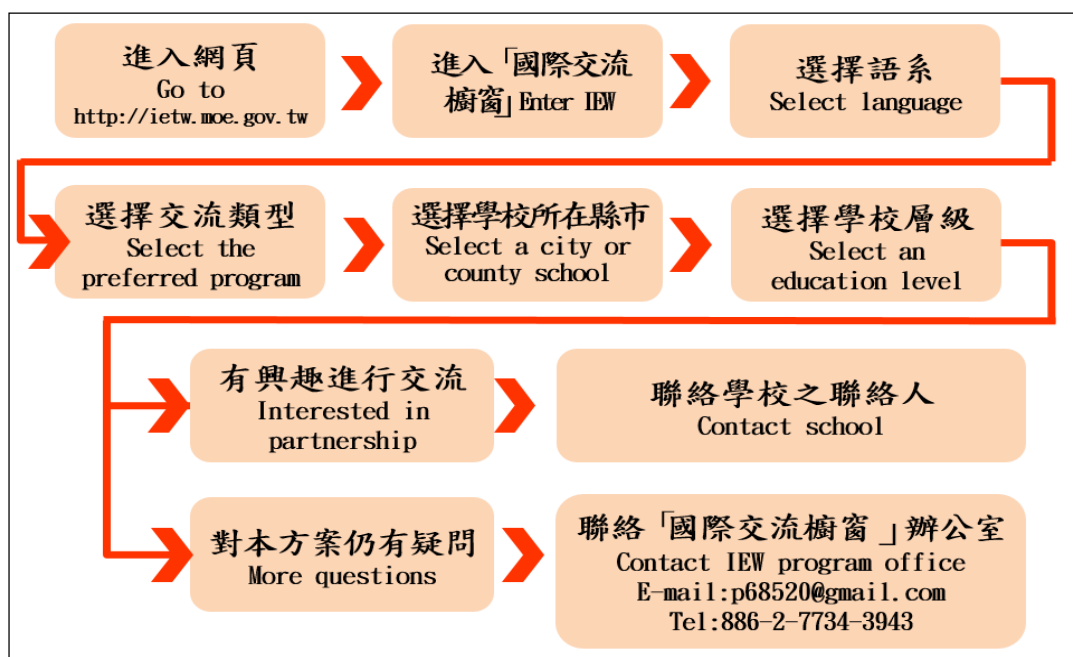 進入網頁
Go to
http://ietw.moe.gov.tw
進入「國際交流
櫥窗」Enter IEW
選擇語系
Select language
選擇交流類型
Select the
preferred program
選擇學校所在縣市
Select a city or
county school
選擇學校層級
Select an
education level
有興趣進行交流
Interested in
partnership
聯絡學校之聯絡人
Contact school
對本方案仍有疑問
More questions
聯絡「國際交流櫥窗」辦公室
Contact IEW program office
E-mail:p68520@gmail.com
Tel:886-2-7734-3943